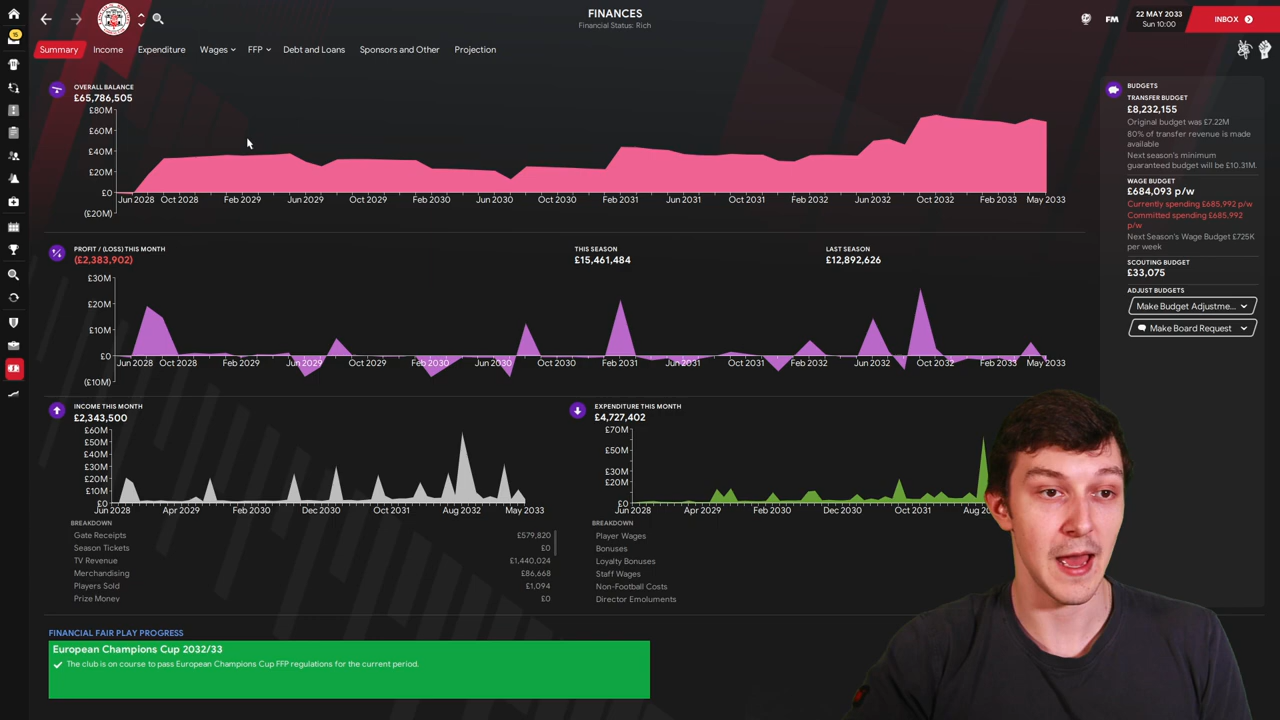 FINANCES
Financial Status: Rich
FM
22 MAY 2033
Sun 10:00
INBOX
15
Summary
Income
Expenditure
Wages
FFP
Debt and Loans
Sponsors and Other
Projection
OVERALL BALANCE
£65,786,505
£80M
£60M
£40M
£20M
£0
(£20M)
Jun 2028
Oct 2028
Feb 2029
Jun 2029
Oct 2029
Feb 2030
Jun 2030
Oct 2030
Feb 2031
Jun 2031
Oct 2031
Feb 2032
Jun 2032
Oct 2032
Feb 2033
May 2033
BUDGETS
TRANSFER BUDGET
£8,232,155
Original budget was £7.22M
80% of transfer revenue is made
available
Next season's minimum
guaranteed budget will be £10.31M.
WAGE BUDGET
£684,093 p/w
Currently spending £685,992 p/w
Committed spending £685,992
p/w
Next Season's Wage Budget £725K
per week
SCOUTING BUDGET
£33,075
ADJUST BUDGETS
Make Budget Adjustme...
Make Board Request
PROFIT / (LOSS) THIS MONTH
(£2,383,902)
THIS SEASON
£15,461,484
LAST SEASON
£12,892,626
£30M
£20M
£10M
£0
(£10M)
Jun 2028
Oct 2028
Feb 2029
Jun 2029
Oct 2029
Feb 2030
Jun 2030
Oct 2030
Feb 2031
Jun 2031
Oct 2031
Feb 2032
Jun 2032
Oct 2032
Feb 2033
May 2033
INCOME THIS MONTH
£2,343,500
£60M
£50M
£40M
£30M
£20M
£10M
£0
Jun 2028
Apr 2029
Feb 2030
Dec 2030
Oct 2031
Aug 2032
May 2033
BREAKDOWN
Gate Receipts £579,820
Season Tickets £0
TV Revenue £1,440,024
Merchandising £86,668
Players Sold £1,094
Prize Money £0
EXPENDITURE THIS MONTH
£4,727,402
£70M
£50M
£30M
£20M
£0
Jun 2028
Apr 2029
Feb 2030
Dec 2030
Oct 2031
Aug 20
BREAKDOWN
Player Wages
Bonuses
Loyalty Bonuses
Staff Wages
Non-Football Costs
Director Emoluments
FINANCIAL FAIR PLAY PROGRESS
European Champions Cup 2032/33
The club is on course to pass European Champions Cup FFP regulations for the current period.